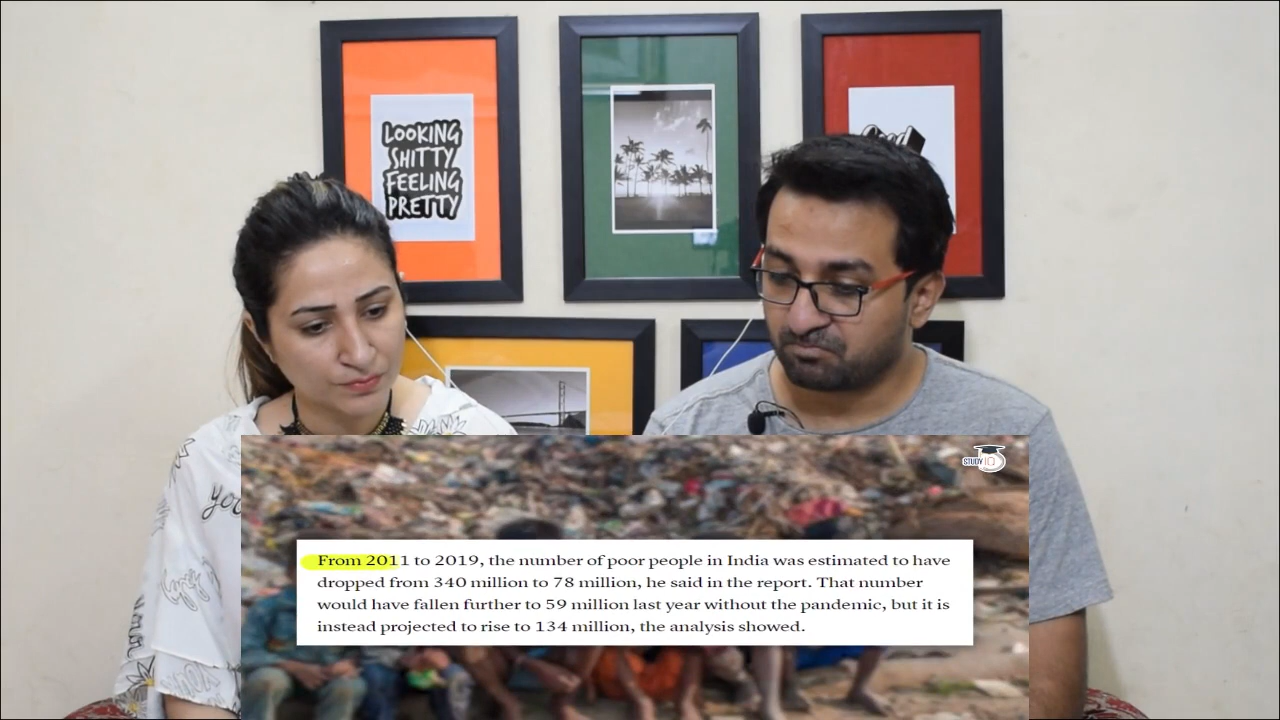 LOOKING
SHITTY
FEELING
PRETTY
you
STUDY IQ
From 2011 to 2019, the number of poor people in India was estimated to have
dropped from 340 million to 78 million, he said in the report. That number
would have fallen further to 59 million last year without the pandemic, but it is
instead projected to rise to 134 million, the analysis showed.